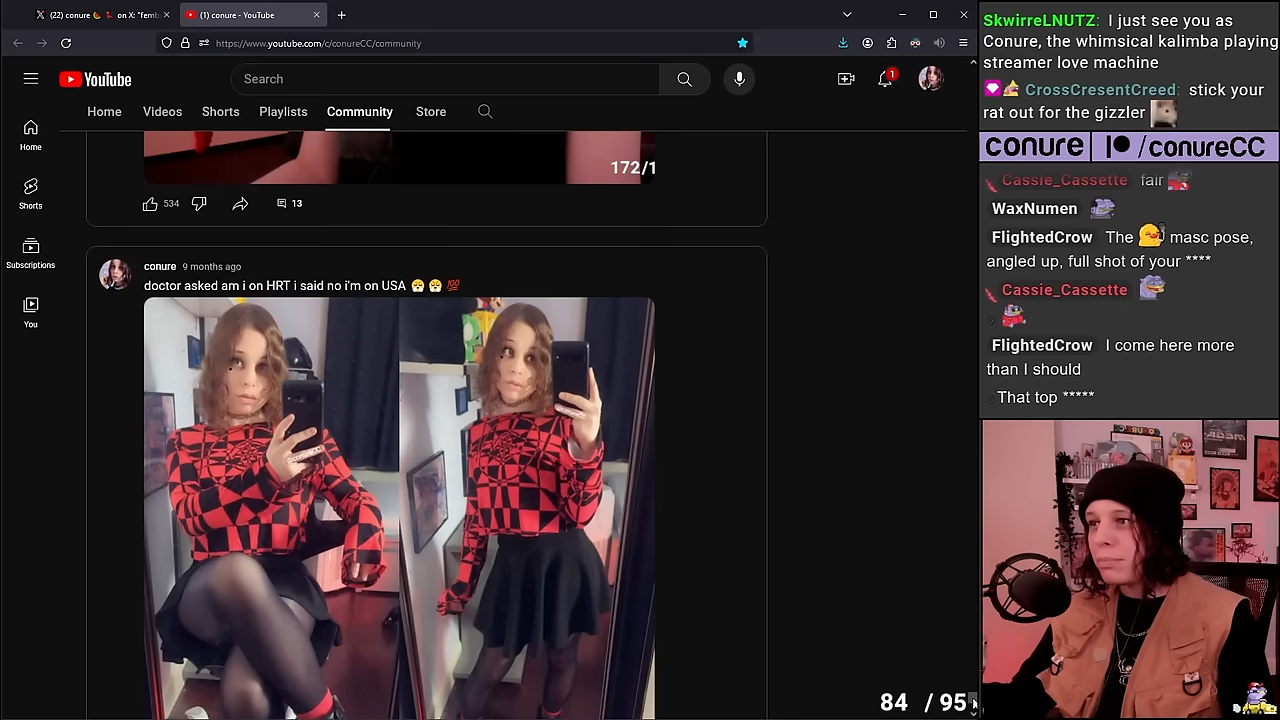 (22) conure on X: "femb
(1) conure - YouTube
https://www.youtube.com/c/conureCC/community
YouTube
Search
1
Home
Videos
Shorts
Playlists
Community
Store
Home
Shorts
Subscriptions
You
172/1
534
13
conure 9 months ago
doctor asked am i on HRT i said no i'm on USA 💯
84 / 95
SkwirreLNUTZ: I just see you as
Conure, the whimsical kalimba playing
streamer love machine
CrossCresentCreed: stick your
rat out for the gizzler
conure
/conureCC
Cassie_Cassette fair
WaxNumen
FlightedCrow The masc pose,
angled up, full shot of your ****
Cassie_Cassette
FlightedCrow I come here more
than I should
That top *****